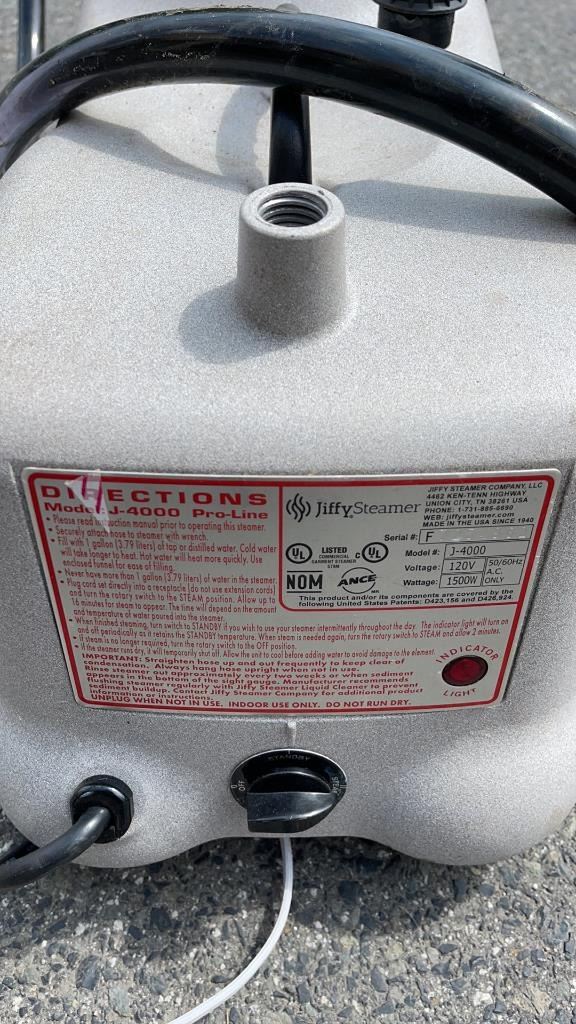 DIRECTIONS
Model J-4000 Pro-Line
• Please read instruction manual prior to operating this steamer.
• Securely attach hose to steamer with wrench.
• Fill with 1 gallon (3.79 liters) of tap or distilled water. Cold water
will take longer to heat. Hot water will heat more quickly. Use
enclosed funnel for ease of filling.
• Never have more than 1 gallon (3.79 liters) of water in the steamer.
• Plug cord set directly into a receptacle (do not use extension cords)
and turn the rotary switch to the STEAM position. Allow up to
16 minutes for steam to appear. The time will depend on the amount
and temperature of water poured into the steamer.
• When finished steaming, turn switch to STANDBY if you wish to use your steamer intermittently throughout the day. The indicator light will turn on
and off periodically as it retains the STANDBY temperature. When steam is needed again, turn the rotary switch to STEAM and allow 2 minutes.
• If steam is no longer required, turn rotary switch to the OFF position.
• If the steamer runs dry, it will temporarily shut off. Allow the unit to cool before adding water to avoid damage to the element.
IMPORTANT: Straighten hose up and out frequently to keep clear of
condensation. Always hang hose upright when not in use.
Rinse steamer out approximately every two weeks or when sediment
appears in the bottom of the sight gauge. Manufacturer recommends
flushing steamer regularly with Jiffy Steamer Liquid Cleaner to prevent
sediment buildup. Contact Jiffy Steamer Company for additional product
information or instructions.
UNPLUG WHEN NOT IN USE. INDOOR USE ONLY. DO NOT RUN DRY.
JiffySteamer
JIFFY STEAMER COMPANY, LLC
4462 KEN-TENN HIGHWAY
UNION CITY, TN 38261 USA
PHONE: 1-731-885-6690
WEB: jiffysteamer.com
MADE IN THE USA SINCE 1940
Serial #: F
UL LISTED c UL
COMMERCIAL
GARMENT STEAMER
Model #: J-4000
NOM ANCE
Voltage: 120V 50/60Hz
A.C.
ONLY
Wattage: 1500W
This product and/or its components are covered by the
following United States Patents: D423,156 and D426,924.
INDICATOR
LIGHT
STANDBY
O
OFF